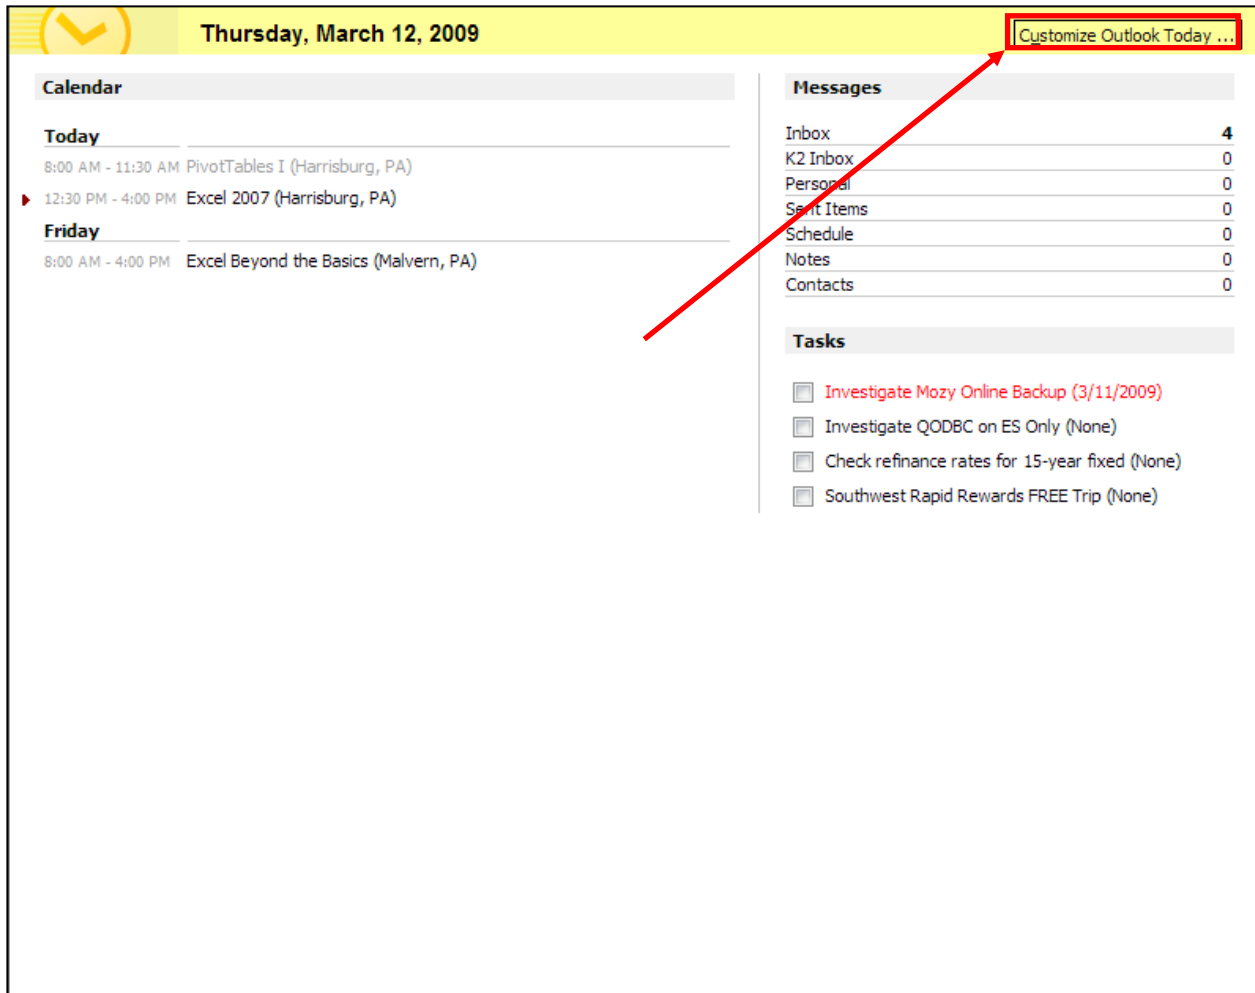 Thursday, March 12, 2009
Customize Outlook Today ...
Calendar
Today
8:00 AM - 11:30 AM PivotTables I (Harrisburg, PA)
12:30 PM - 4:00 PM Excel 2007 (Harrisburg, PA)
Friday
8:00 AM - 4:00 PM Excel Beyond the Basics (Malvern, PA)
Messages
Inbox 4
K2 Inbox 0
Personal 0
Sent Items 0
Schedule 0
Notes 0
Contacts 0
Tasks
Investigate Mozy Online Backup (3/11/2009)
Investigate QODBC on ES Only (None)
Check refinance rates for 15-year fixed (None)
Southwest Rapid Rewards FREE Trip (None)